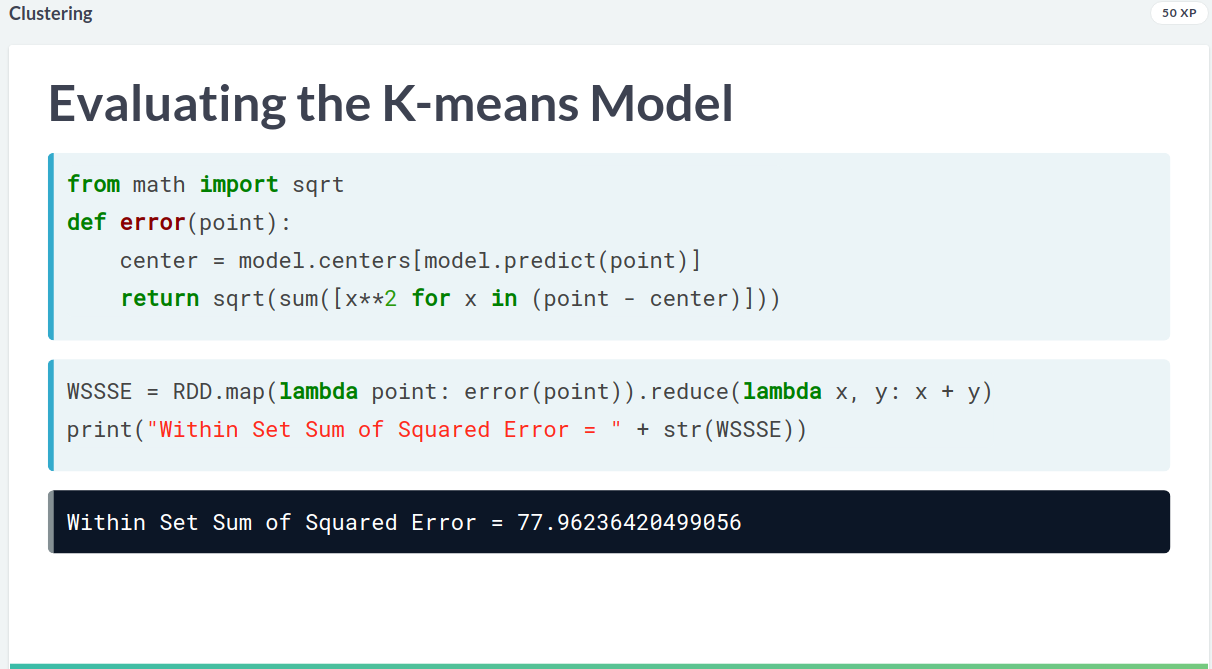 Clustering
50 XP
Evaluating the K-means Model
from math import sqrt
def error(point):
    center = model.centers[model.predict(point)]
    return sqrt(sum([x**2 for x in (point - center)]))
WSSSE = RDD.map(lambda point: error(point)).reduce(lambda x, y: x + y)
print("Within Set Sum of Squared Error = " + str(WSSSE))
Within Set Sum of Squared Error = 77.96236420499056